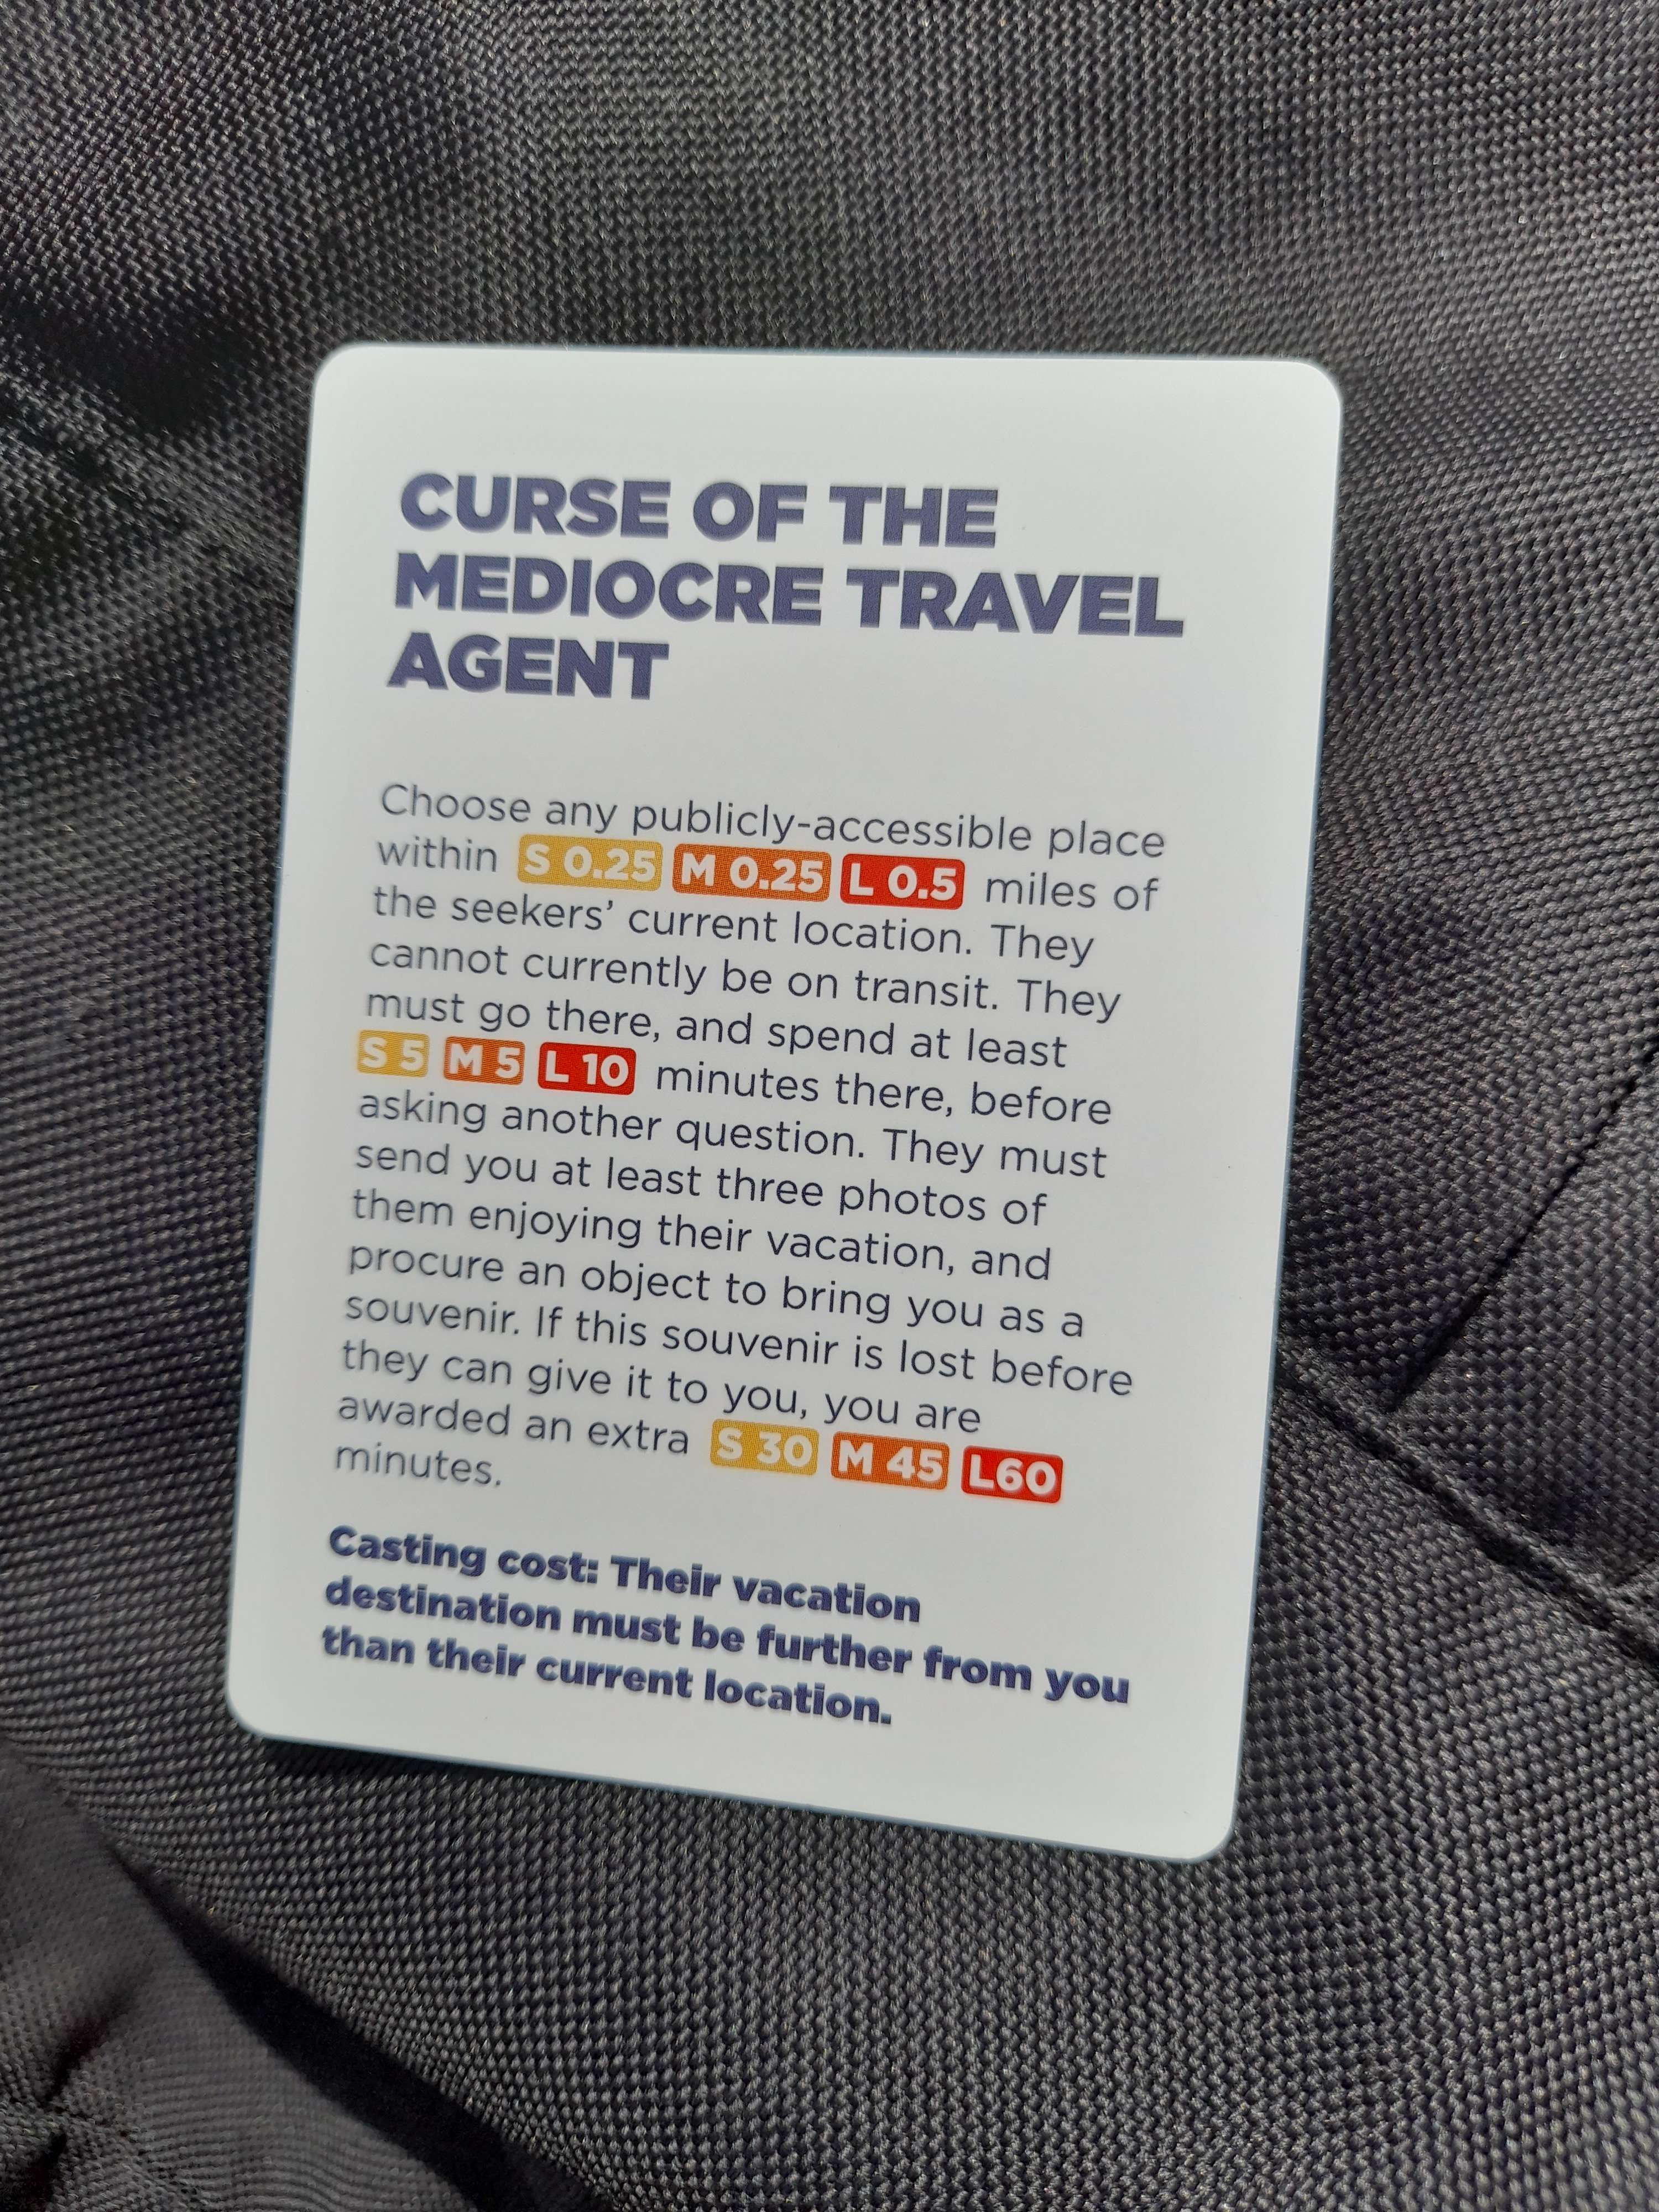 CURSE OF THE
MEDIOCRE TRAVEL
AGENT
Choose any publicly-accessible place
within S 0.25 M 0.25 L 0.5 miles of
the seekers’ current location. They
cannot currently be on transit. They
must go there, and spend at least
S 5 M 5 L 10 minutes there, before
asking another question. They must
send you at least three photos of
them enjoying their vacation, and
procure an object to bring you as a
souvenir. If this souvenir is lost before
they can give it to you, you are
awarded an extra S 30 M 45 L60
minutes.
Casting cost: Their vacation
destination must be further from you
than their current location.